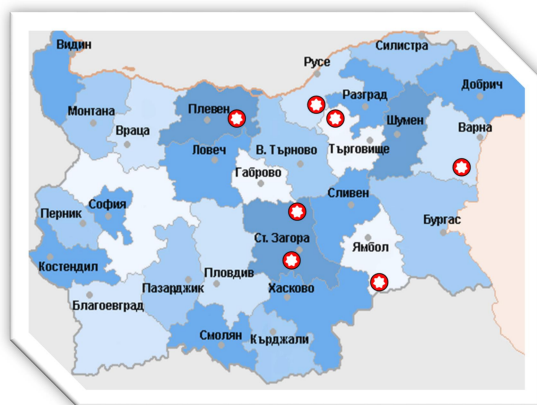 Видин
Силистра
Русе
Добрич
Монтана
Плевен
Разград
Враца
Шумен
Варна
Ловеч
В. Търново
Търговище
Габрово
София
Сливен
Перник
Бургас
Ст. Загора
Ямбол
Костендил
Пловдив
Пазарджик
Хасково
Благоевград
Смолян
Кърджали